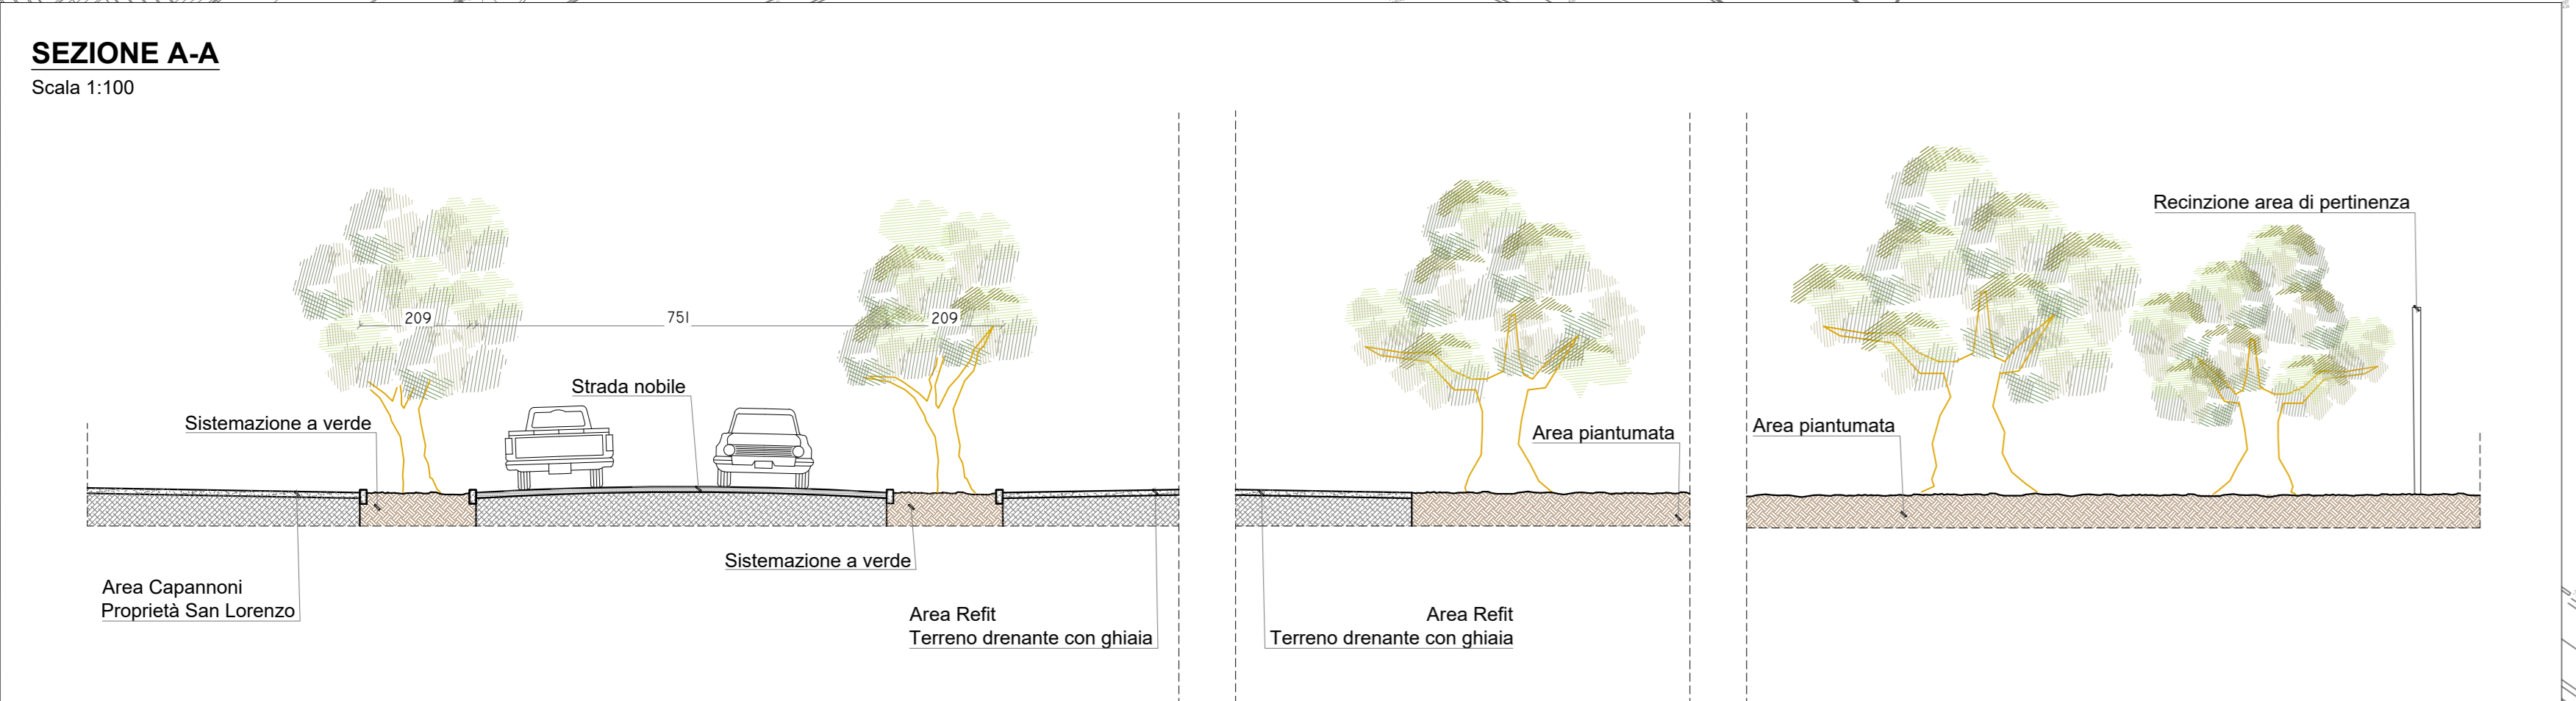 SEZIONE A-A
Scala 1:100
209
751
209
Strada nobile
Sistemazione a verde
Sistemazione a verde
Area Capannoni
Proprietà San Lorenzo
Area Refit
Terreno drenante con ghiaia
Area Refit
Terreno drenante con ghiaia
Area piantumata
Area piantumata
Recinzione area di pertinenza